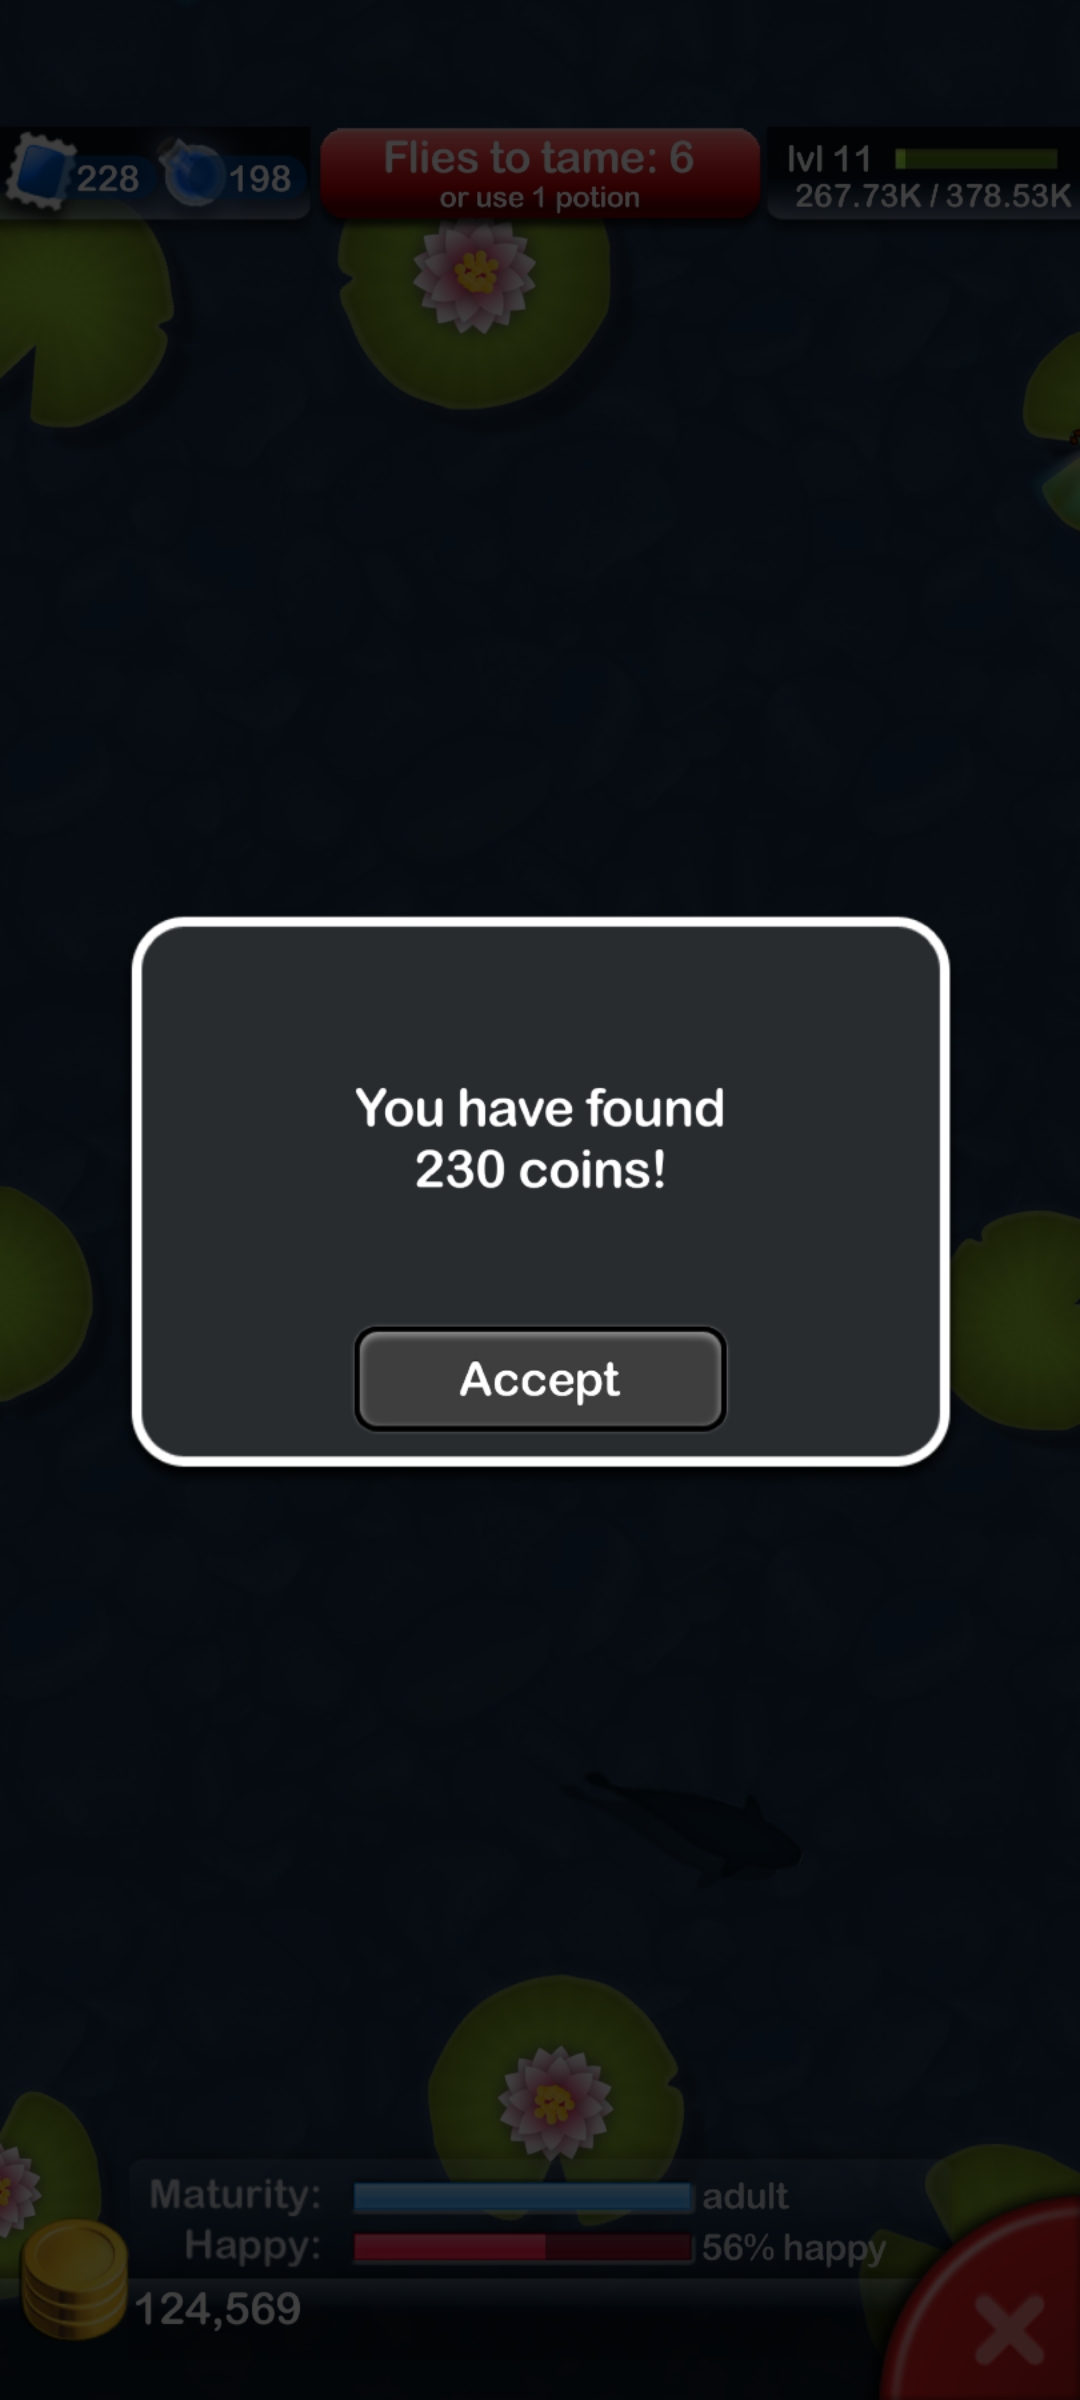 228
198
Flies to tame: 6
or use 1 potion
lvl 11
267.73K / 378.53K
You have found
230 coins!
Accept
Maturity:
adult
Happy:
56% happy
124,569